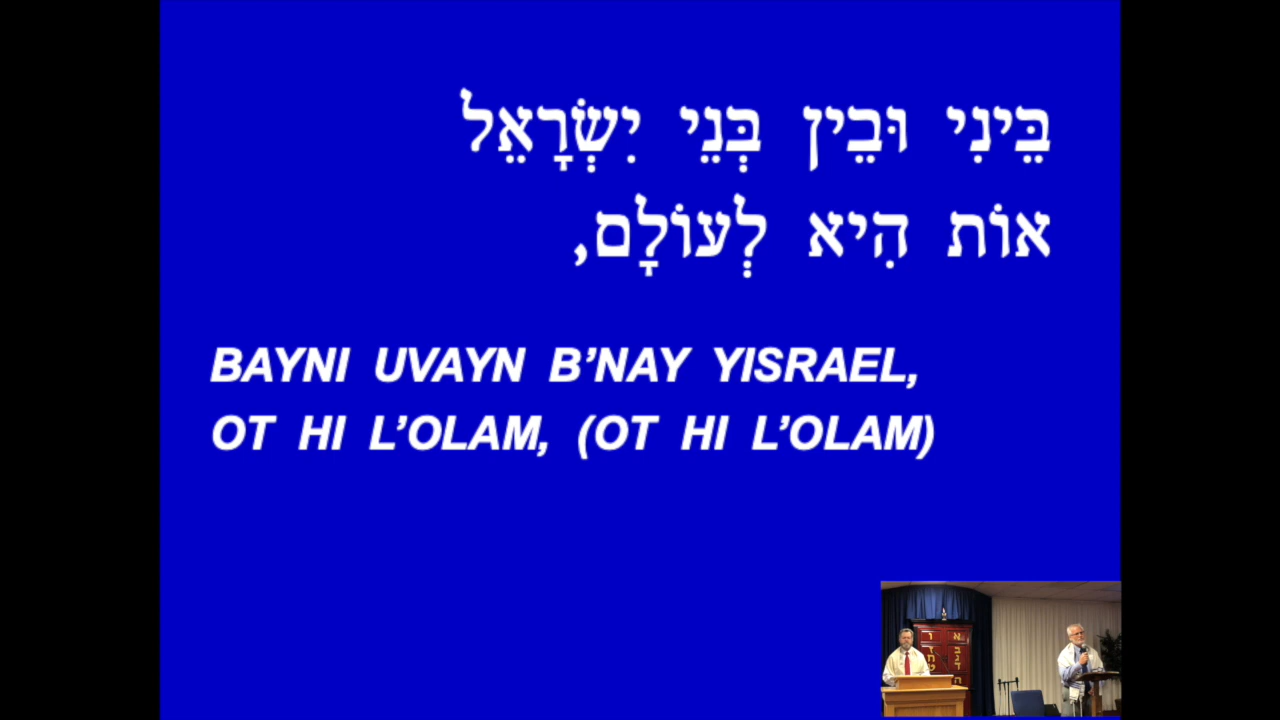 בֵּינִי וּבֵין בְּנֵי יִשְׂרָאֵל
אוֹת הִיא לְעוֹלָם,
BAYNI UVAYN B’NAY YISRAEL,
OT HI L’OLAM, (OT HI L’OLAM)